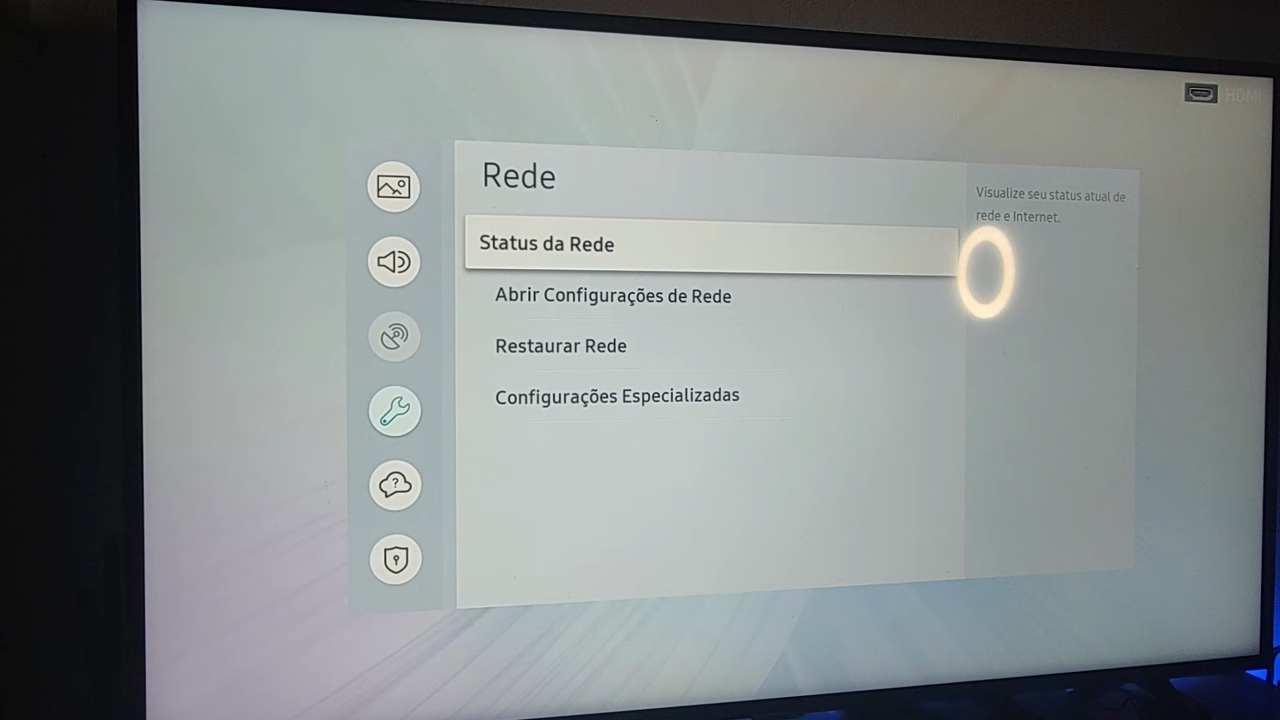 HDMI
Rede
Status da Rede
Abrir Configurações de Rede
Restaurar Rede
Configurações Especializadas
Visualize seu status atual de
rede e Internet.